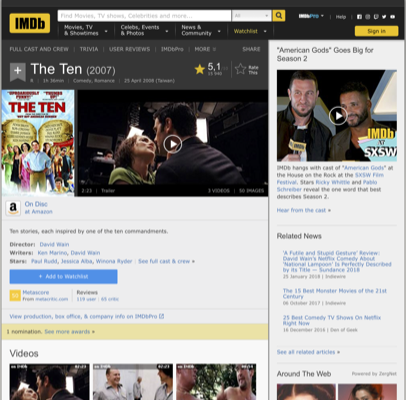 IMDb
Find Movies, TV shows, Celebrities and more...
All
IMDbPro
Help
Movies, TV
& Showtimes
Celebs, Events
& Photos
News &
Community
Watchlist
Sign in
FULL CAST AND CREW | TRIVIA | USER REVIEWS | IMDbPro | MORE
SHARE
The Ten (2007)
5,1
Rate
This
1h 36min | Comedy, Romance | 25 April 2008 (Taiwan)
THE TEN
2:23 | Trailer
3 VIDEOS | 50 IMAGES
On Disc
at Amazon
Ten stories, each inspired by one of the ten commandments.
Director: David Wain
Writers: Ken Marino, David Wain
Stars: Paul Rudd, Jessica Alba, Winona Ryder | See full cast & crew »
+ Add to Watchlist
Metascore
From metacritic.com
Reviews
119 user | 65 critic
View production, box office, & company info on IMDbPro
1 nomination. See more awards »
Videos
"American Gods" Goes Big for
Season 2
IMDb
at
SXSW
IMDb hangs with cast of "American Gods" at
the House on the Rock at the SXSW Film
Festival. Stars Ricky Whittle and Pablo
Schreiber reveal the one word that best
describes Season 2.
Hear from the cast »
Related News
'A Futile and Stupid Gesture' Review:
David Wain's Netflix Comedy About
'National Lampoon' Is Perfectly Described
by Its Title — Sundance 2018
25 January 2018 | Indiewire
The 15 Best Monster Movies of the 21st
Century
06 October 2017 | Indiewire
25 Best Comedy TV Shows On Netflix
Right Now
16 December 2016 | Den of Geek
See all related articles »
Around The Web | Powered by ZergNet